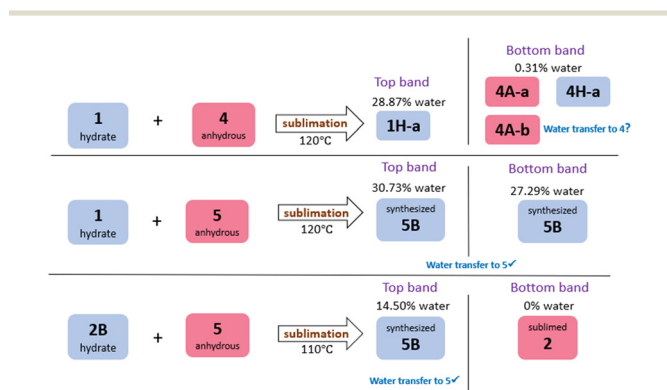 Bottom band
0.31% water
Top band
28.87% water
1
hydrate
+
4
anhydrous
sublimation
120°C
1H-a
4A-a
4H-a
4A-b
Water transfer to 4?
Top band
30.73% water
Bottom band
27.29% water
1
hydrate
+
5
anhydrous
sublimation
120°C
synthesized
5B
synthesized
5B
Water transfer to 5✓
Top band
14.50% water
Bottom band
0% water
2B
hydrate
+
5
anhydrous
sublimation
110°C
synthesized
5B
sublimed
2
Water transfer to 5✓